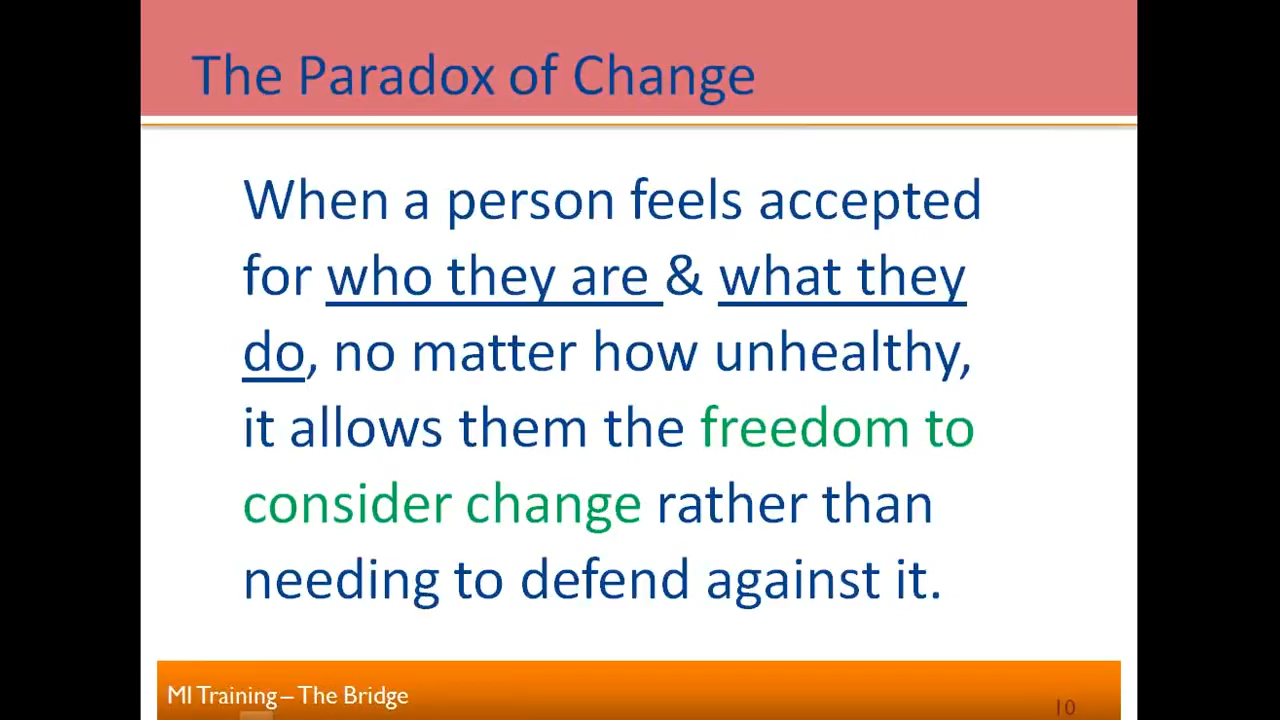 The Paradox of Change
When a person feels accepted
for who they are & what they
do, no matter how unhealthy,
it allows them the freedom to
consider change rather than
needing to defend against it.
MI Training – The Bridge
10